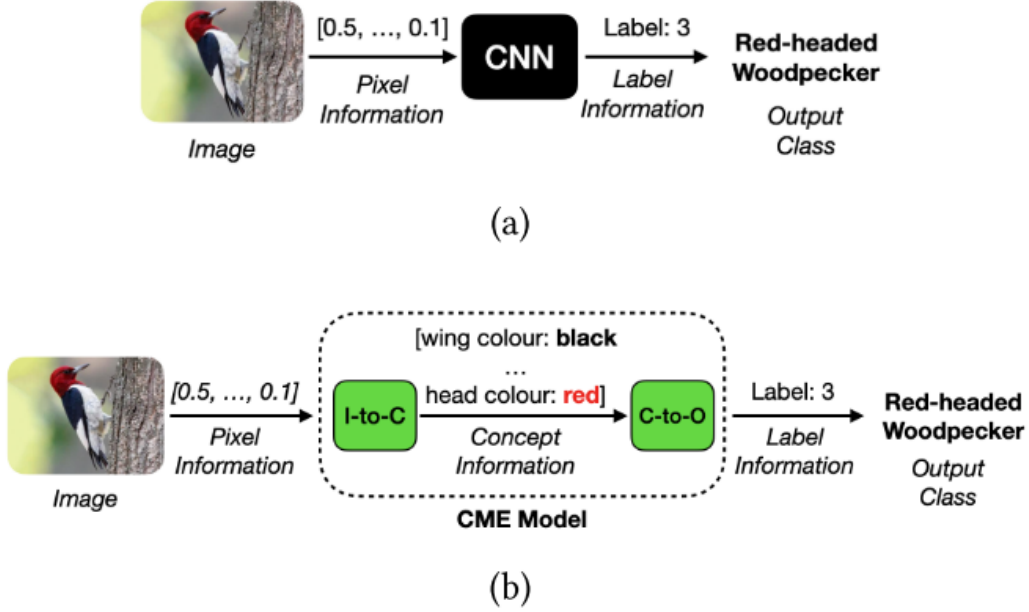 [0.5, ..., 0.1]
Pixel
Information
CNN
Label: 3
Label
Information
Red-headed
Woodpecker
Output
Class
Image
(a)
[0.5, ..., 0.1]
Pixel
Information
[wing colour: black
...
head colour: red]
I-to-C
Concept
Information
C-to-O
Label: 3
Label
Information
Red-headed
Woodpecker
Output
Class
Image
CME Model
(b)